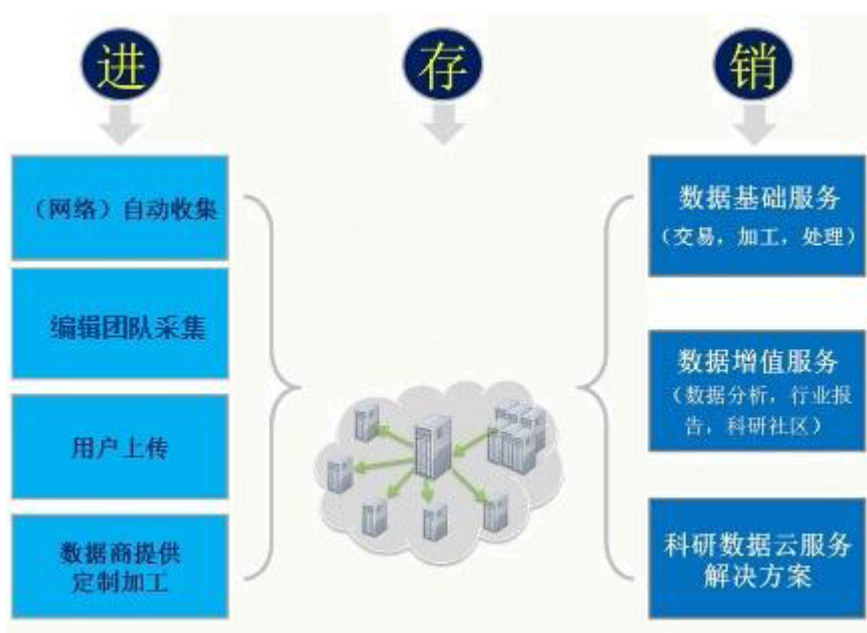 进
存
销
（网络）自动收集
编辑团队采集
用户上传
数据商提供
定制加工
数据基础服务
（交易，加工，处理）
数据增值服务
（数据分析，行业报
告，科研社区）
科研数据云服务
解决方案